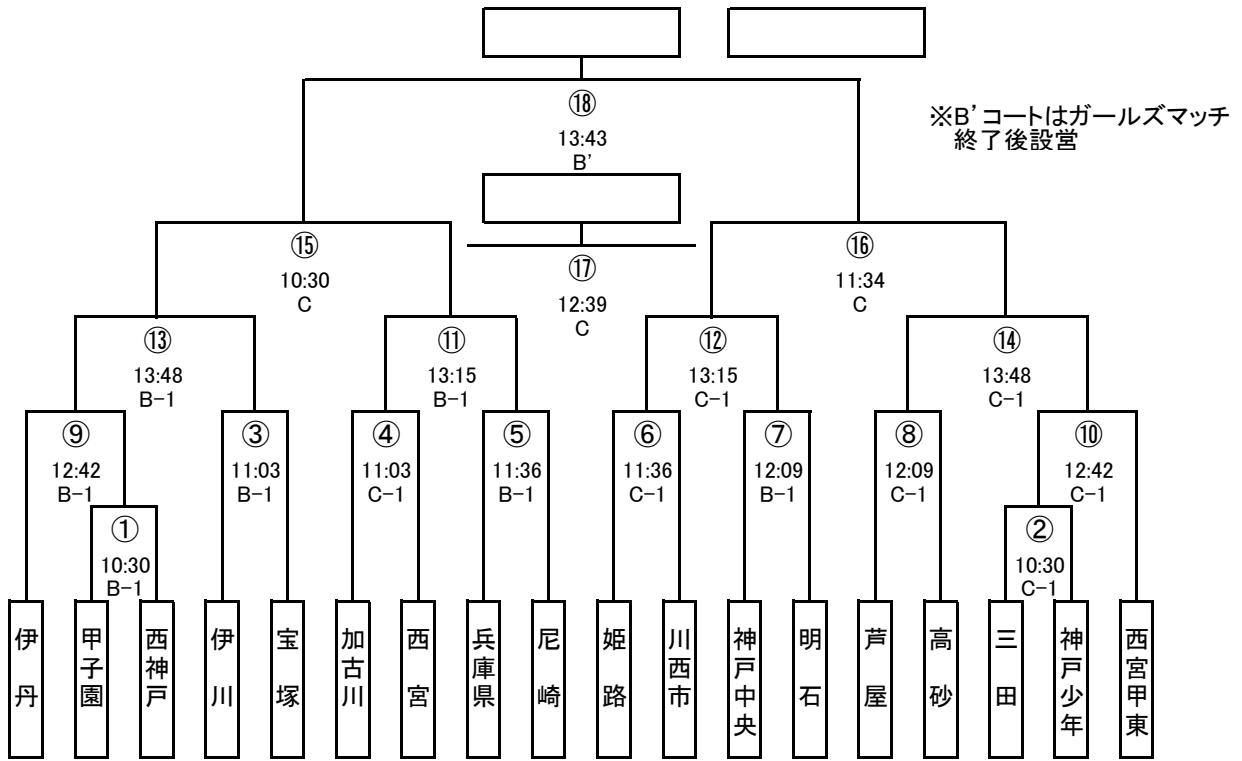 ⑱
13:43
B'
※B'コートはガールズマッチ
終了後設営
⑮
10:30
C
⑰
12:39
C
⑯
11:34
C
⑬
13:48
B-1
⑪
13:15
B-1
⑫
13:15
C-1
⑭
13:48
C-1
⑨
12:42
B-1
③
11:03
B-1
④
11:03
C-1
⑤
11:36
B-1
⑥
11:36
C-1
⑦
12:09
B-1
⑧
12:09
C-1
⑩
12:42
C-1
①
10:30
B-1
②
10:30
C-1
伊丹
甲子園
西神戸
伊川
宝塚
加古川
西宮
兵庫県
尼崎
姫路
川西市
神戸中央
明石
芦屋
高砂
三田
神戸少年
西宮甲東